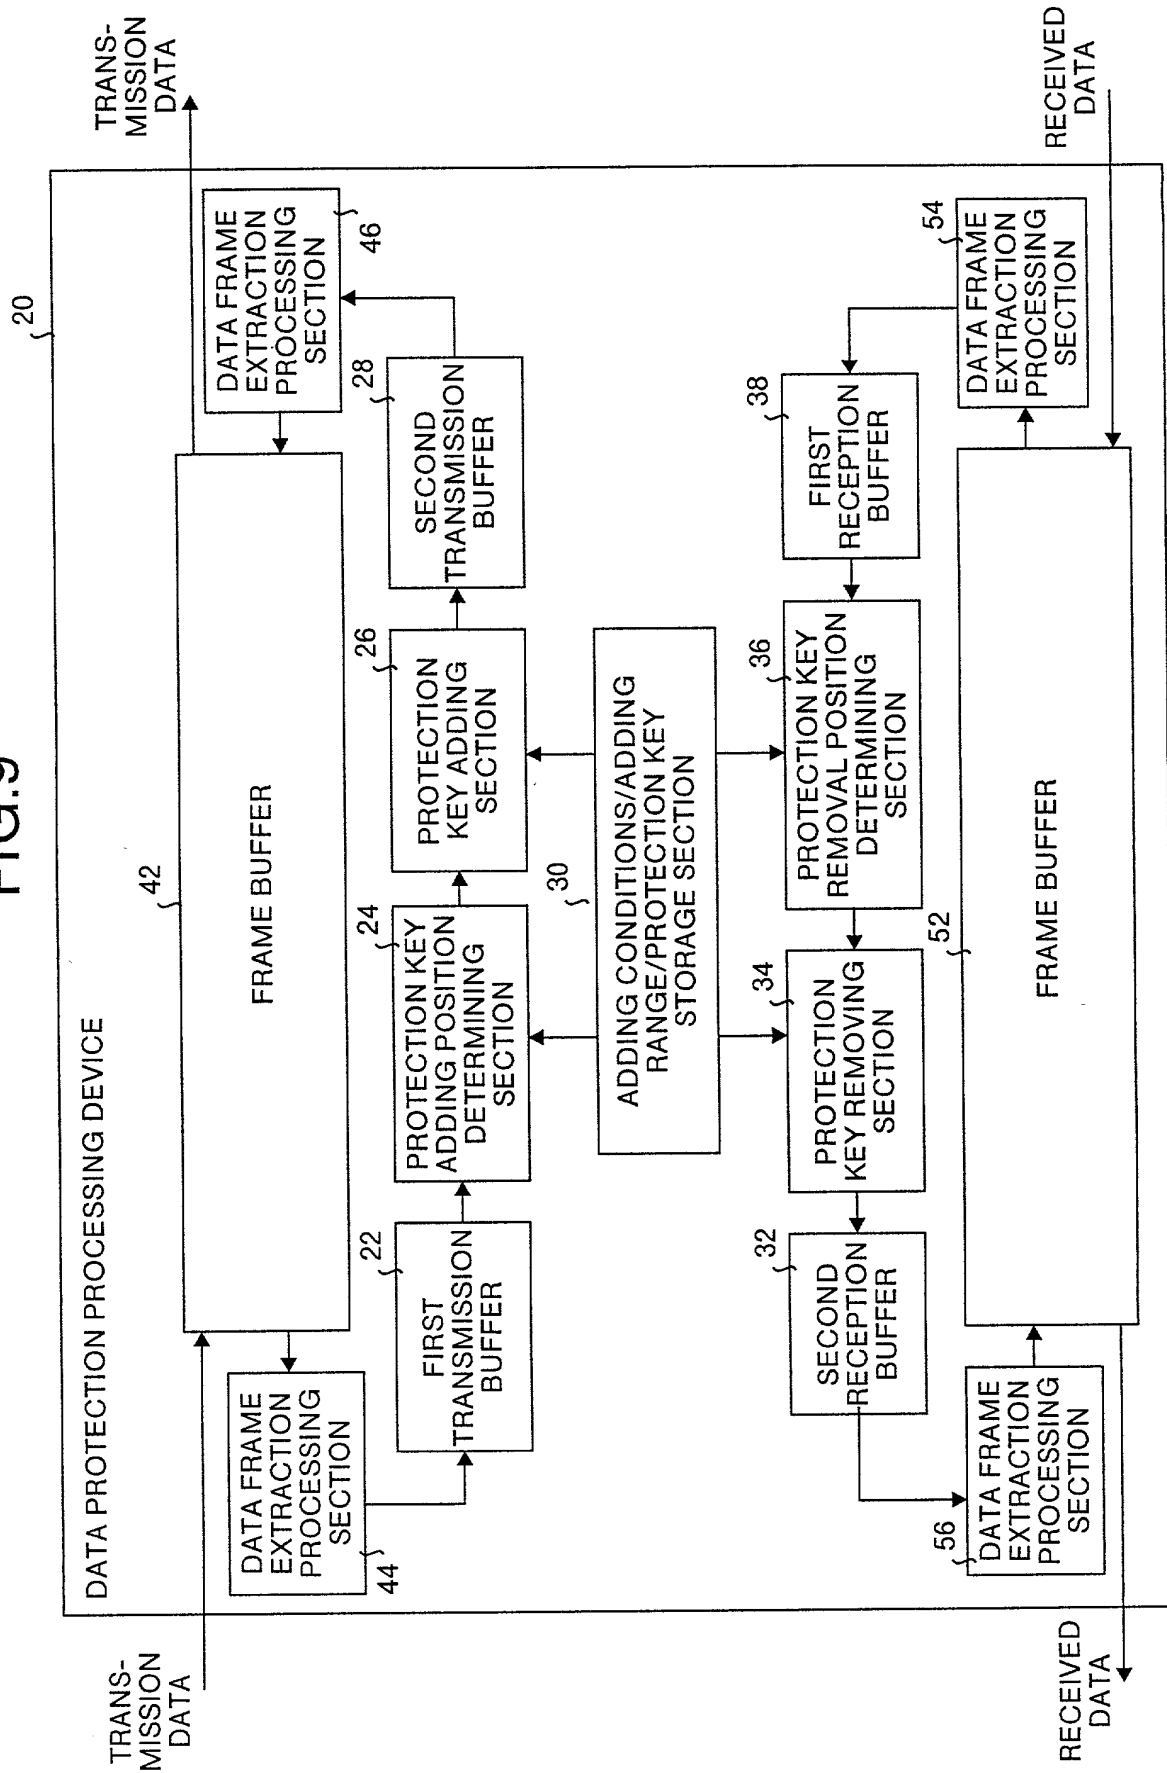 FIG.9
20
DATA PROTECTION PROCESSING DEVICE
TRANS-
MISSION
DATA
TRANS-
MISSION
DATA
42
FRAME BUFFER
DATA FRAME
EXTRACTION
PROCESSING
SECTION
44
DATA FRAME
EXTRACTION
PROCESSING
SECTION
46
22
FIRST
TRANSMISSION
BUFFER
24
PROTECTION KEY
ADDING POSITION
DETERMINING
SECTION
26
PROTECTION
KEY ADDING
SECTION
28
SECOND
TRANSMISSION
BUFFER
30
ADDING CONDITIONS/ADDING
RANGE/PROTECTION KEY
STORAGE SECTION
32
SECOND
RECEPTION
BUFFER
34
PROTECTION
KEY REMOVING
SECTION
36
PROTECTION KEY
REMOVAL POSITION
DETERMINING
SECTION
38
FIRST
RECEPTION
BUFFER
56
DATA FRAME
EXTRACTION
PROCESSING
SECTION
52
FRAME BUFFER
54
DATA FRAME
EXTRACTION
PROCESSING
SECTION
RECEIVED
DATA
RECEIVED
DATA